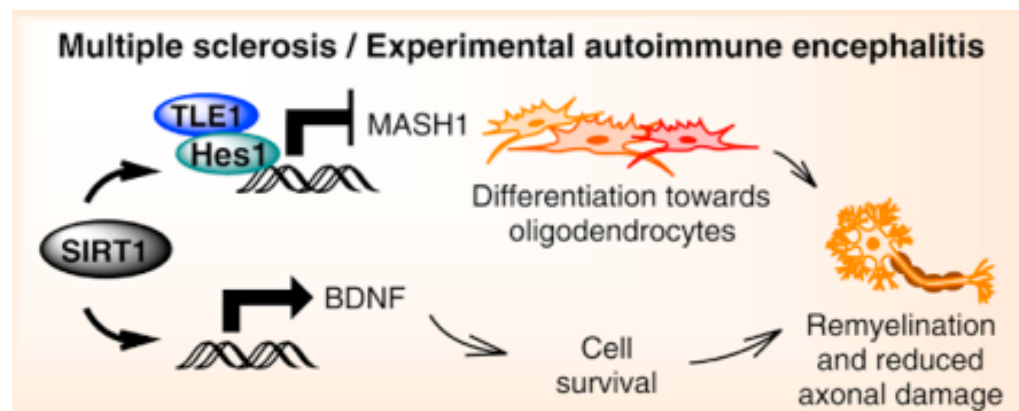 Multiple sclerosis / Experimental autoimmune encephalitis
TLE1
Hes1
MASH1
Differentiation towards
oligodendrocytes
SIRT1
BDNF
Cell
survival
Remyelination
and reduced
axonal damage